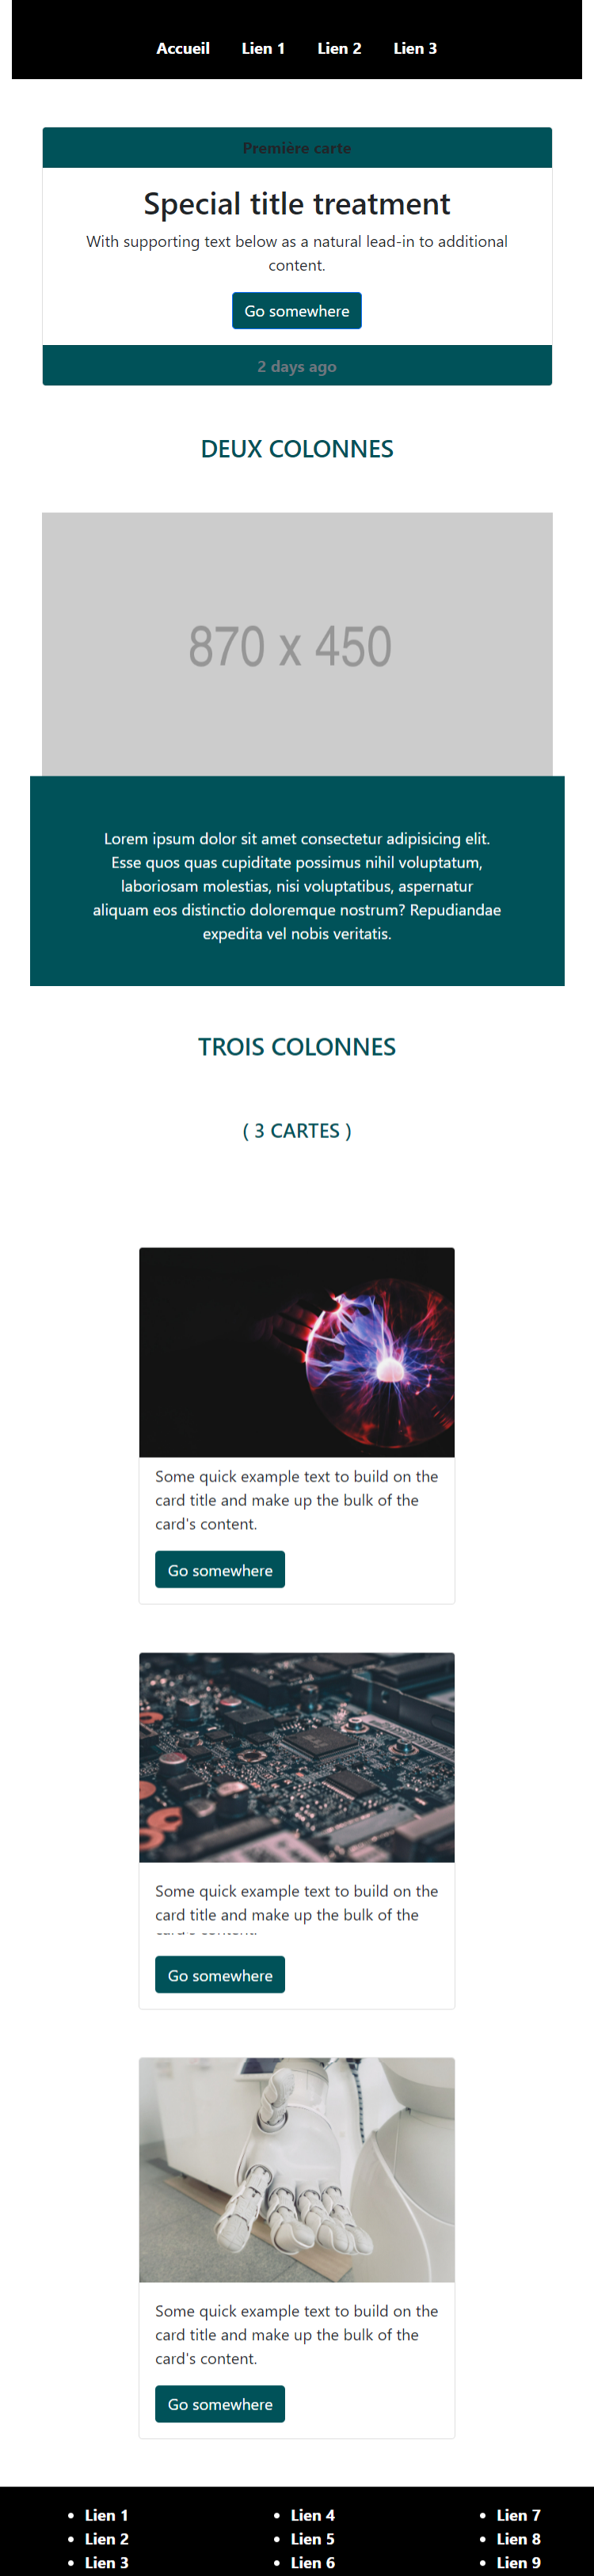 Accueil Lien 1 Lien 2 Lien 3
Première carte
Special title treatment
With supporting text below as a natural lead-in to additional
content.
Go somewhere
2 days ago
DEUX COLONNES
870 x 450
Lorem ipsum dolor sit amet consectetur adipisicing elit.
Esse quos quas cupiditate possimus nihil voluptatum,
laboriosam molestias, nisi voluptatibus, aspernatur
aliquam eos distinctio doloremque nostrum? Repudiandae
expedita vel nobis veritatis.
TROIS COLONNES
( 3 CARTES )
Some quick example text to build on the
card title and make up the bulk of the
card's content.
Go somewhere
Some quick example text to build on the
card title and make up the bulk of the
Go somewhere
Some quick example text to build on the
card title and make up the bulk of the
card's content.
Go somewhere
• Lien 1
• Lien 2
• Lien 3
• Lien 4
• Lien 5
• Lien 6
• Lien 7
• Lien 8
• Lien 9